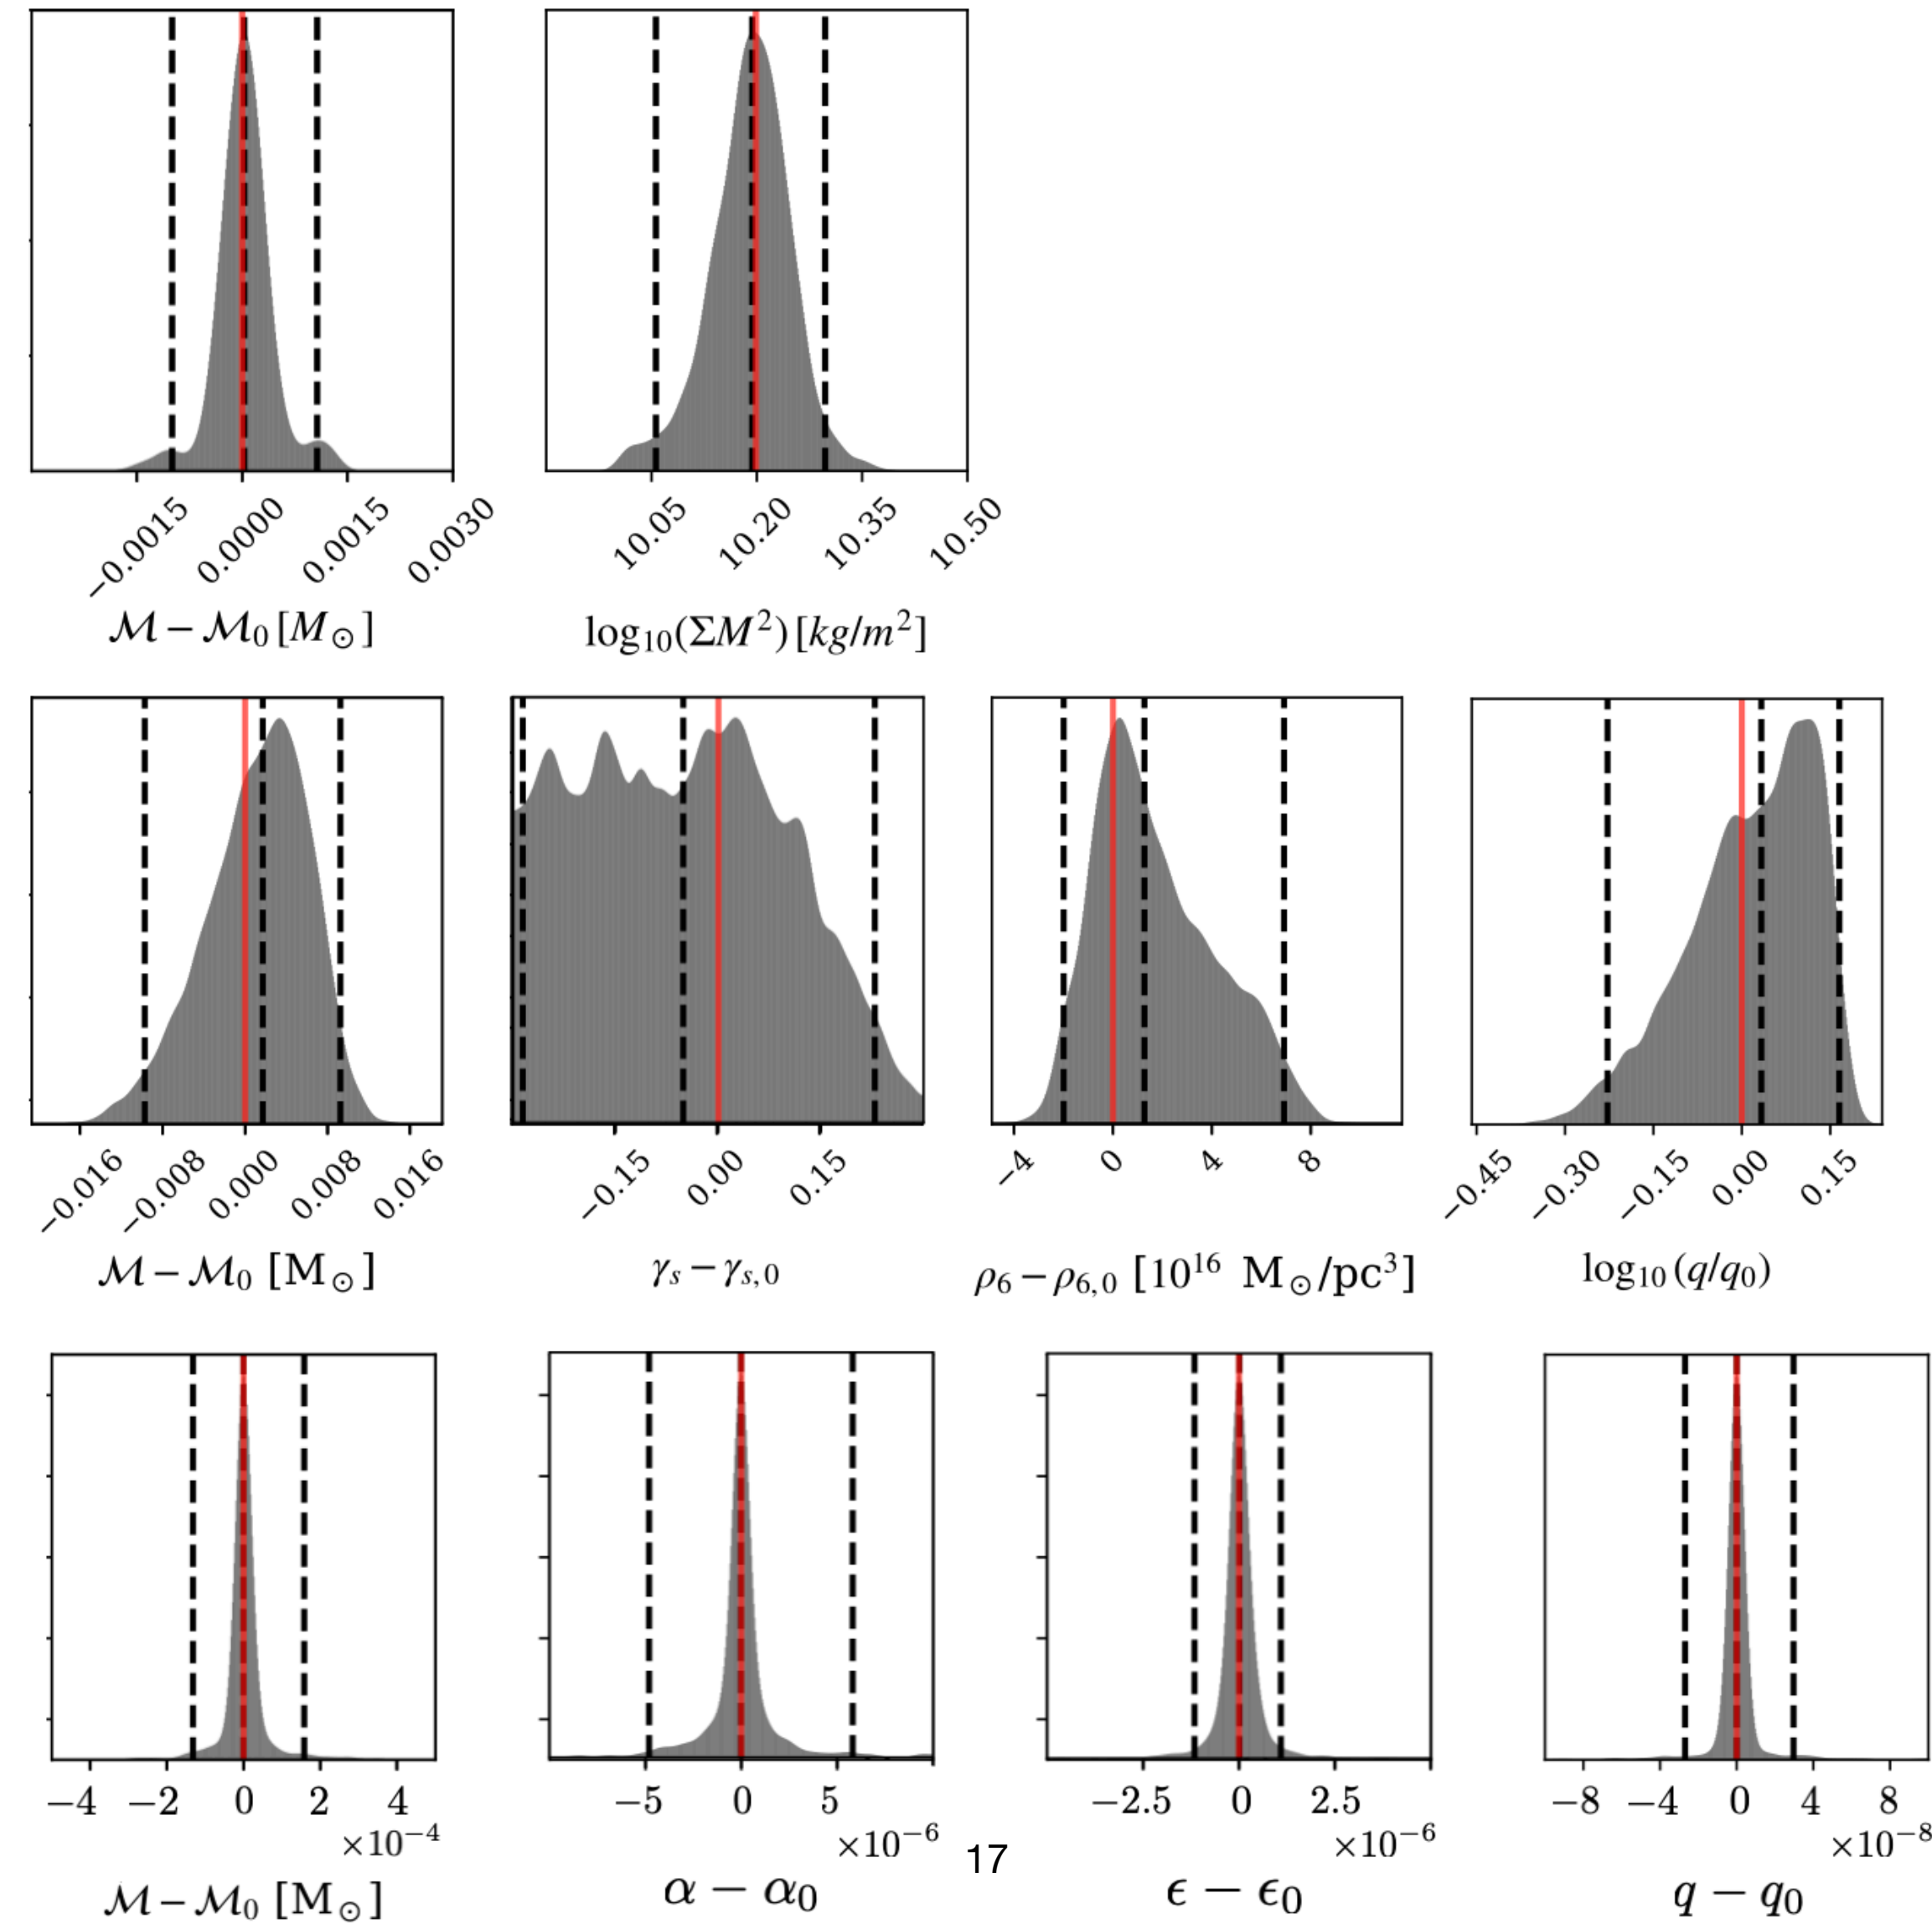 −0.0015 0.0000 0.0015 0.0030 10.05 10.20 10.35 10.50
ℳ − ℳ₀ [M⊙] log₁₀(ΣM²) [kg/m²]
−0.016 −0.008 0.000 0.008 0.016 −0.15 0.00 0.15 −4 0 4 8 −0.45 −0.30 −0.15 0.00 0.15
ℳ − ℳ₀ [M⊙] γₛ − γₛ,₀ ρ₆ − ρ₆,₀ [10¹⁶ M⊙/pc³] log₁₀(q/q₀)
−4 −2 0 2 4 −5 0 5 −2.5 0 2.5 −8 −4 0 4 8
×10⁻⁴ ×10⁻⁶ ×10⁻⁶ ×10⁻⁸
17
ℳ − ℳ₀ [M⊙] α − α₀ ϵ − ϵ₀ q − q₀